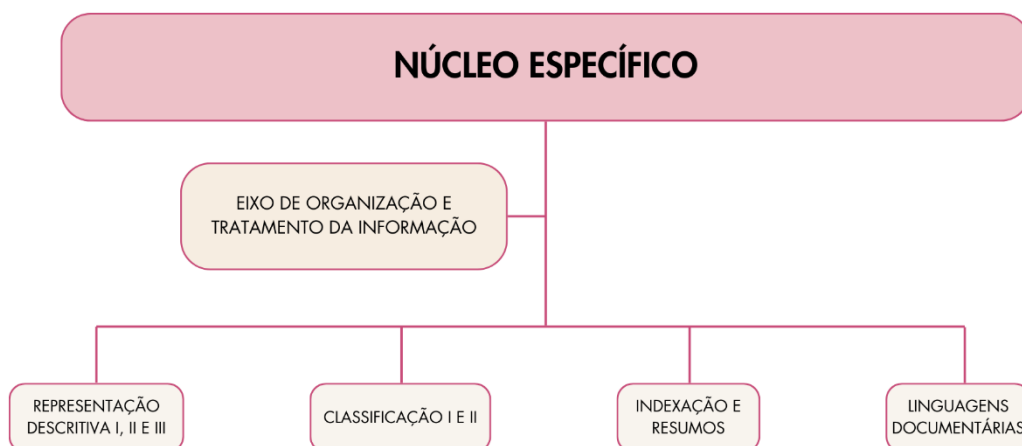 NÚCLEO ESPECÍFICO
EIXO DE ORGANIZAÇÃO E
TRATAMENTO DA INFORMAÇÃO
REPRESENTAÇÃO
DESCRITIVA I, II E III
CLASSIFICAÇÃO I E II
INDEXAÇÃO E
RESUMOS
LINGUAGENS
DOCUMENTÁRIAS